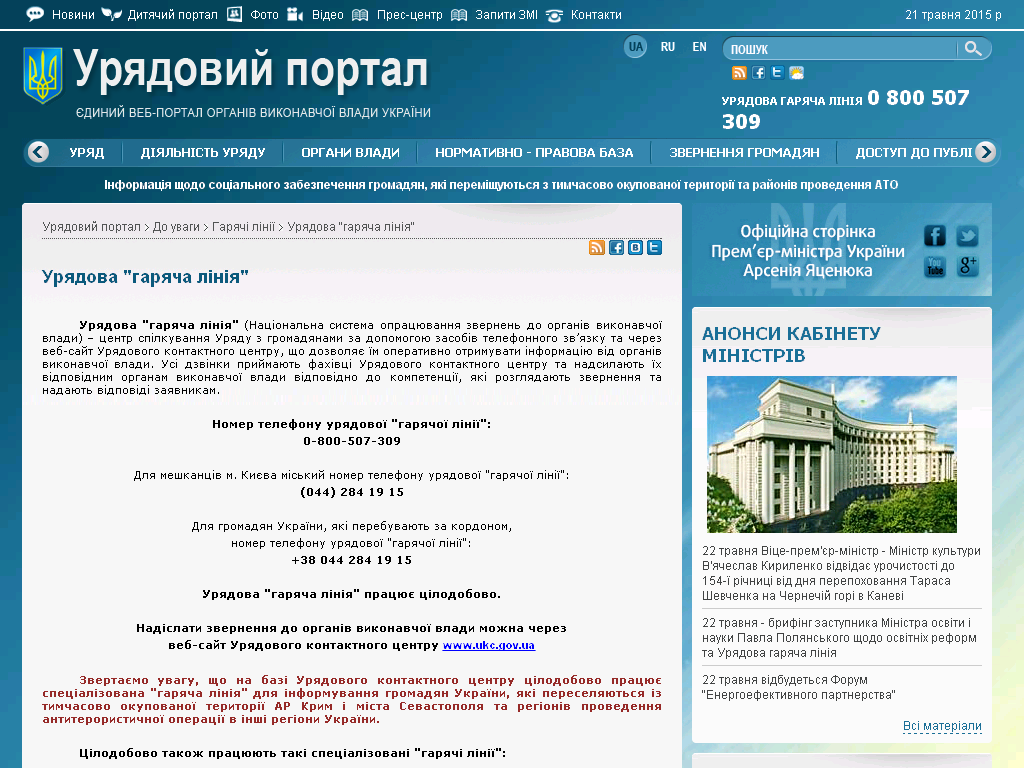 Новини Дитячий портал Фото Відео Прес-центр Запити ЗМІ Контакти 21 травня 2015 р
Урядовий портал
ЄДИНИЙ ВЕБ-ПОРТАЛ ОРГАНІВ ВИКОНАВЧОЇ ВЛАДИ УКРАЇНИ
UA RU EN ПОШУК
УРЯДОВА ГАРЯЧА ЛІНІЯ 0 800 507
309
УРЯД ДІЯЛЬНІСТЬ УРЯДУ ОРГАНИ ВЛАДИ НОРМАТИВНО - ПРАВОВА БАЗА ЗВЕРНЕННЯ ГРОМАДЯН ДОСТУП ДО ПУБЛІ
Інформація щодо соціального забезпечення громадян, які переміщуються з тимчасово окупованої території та районів проведення АТО
Урядовий портал > До уваги > Гарячі лінії > Урядова "гаряча лінія"
Урядова "гаряча лінія"
Урядова "гаряча лінія" (Національна система опрацювання звернень до органів виконавчої
влади) – центр спілкування Уряду з громадянами за допомогою засобів телефонного зв’язку та через
веб-сайт Урядового контактного центру, що дозволяє їм оперативно отримувати інформацію від органів
виконавчої влади. Усі дзвінки приймають фахівці Урядового контактного центру та надсилають їх
відповідним органам виконавчої влади відповідно до компетенції, які розглядають звернення та
надають відповіді заявникам.
Номер телефону урядової "гарячої лінії":
0-800-507-309
Для мешканців м. Києва міський номер телефону урядової "гарячої лінії":
(044) 284 19 15
Для громадян України, які перебувають за кордоном,
номер телефону урядової "гарячої лінії":
+38 044 284 19 15
Урядова "гаряча лінія" працює цілодобово.
Надіслати звернення до органів виконавчої влади можна через
веб-сайт Урядового контактного центру www.ukc.gov.ua
Звертаємо увагу, що на базі Урядового контактного центру цілодобово працює
спеціалізована "гаряча лінія" для інформування громадян України, які переселяються із
тимчасово окупованої території АР Крим і міста Севастополя та регіонів проведення
антитерористичної операції в інші регіони України.
Цілодобово також працюють такі спеціалізовані "гарячі лінії":
Офіційна сторінка
Прем’єр-міністра України
Арсенія Яценюка
You Tube
g+
АНОНСИ КАБІНЕТУ
МІНІСТРІВ
22 травня Віце-прем'єр-міністр - Міністр культури
В'ячеслав Кириленко відвідає урочистості до
154-ї річниці від дня перепоховання Тараса
Шевченка на Чернечій горі в Каневі
22 травня - брифінг заступника Міністра освіти і
науки Павла Полянського щодо освітніх реформ
та Урядова гаряча лінія
22 травня відбудеться Форум
"Енергоефективного партнерства"
Всі матеріали